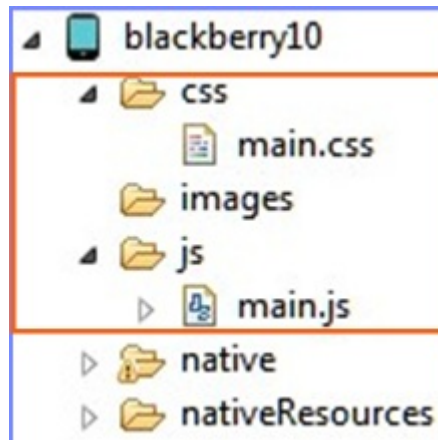 blackberry10
css
main.css
images
js
main.js
native
nativeResources